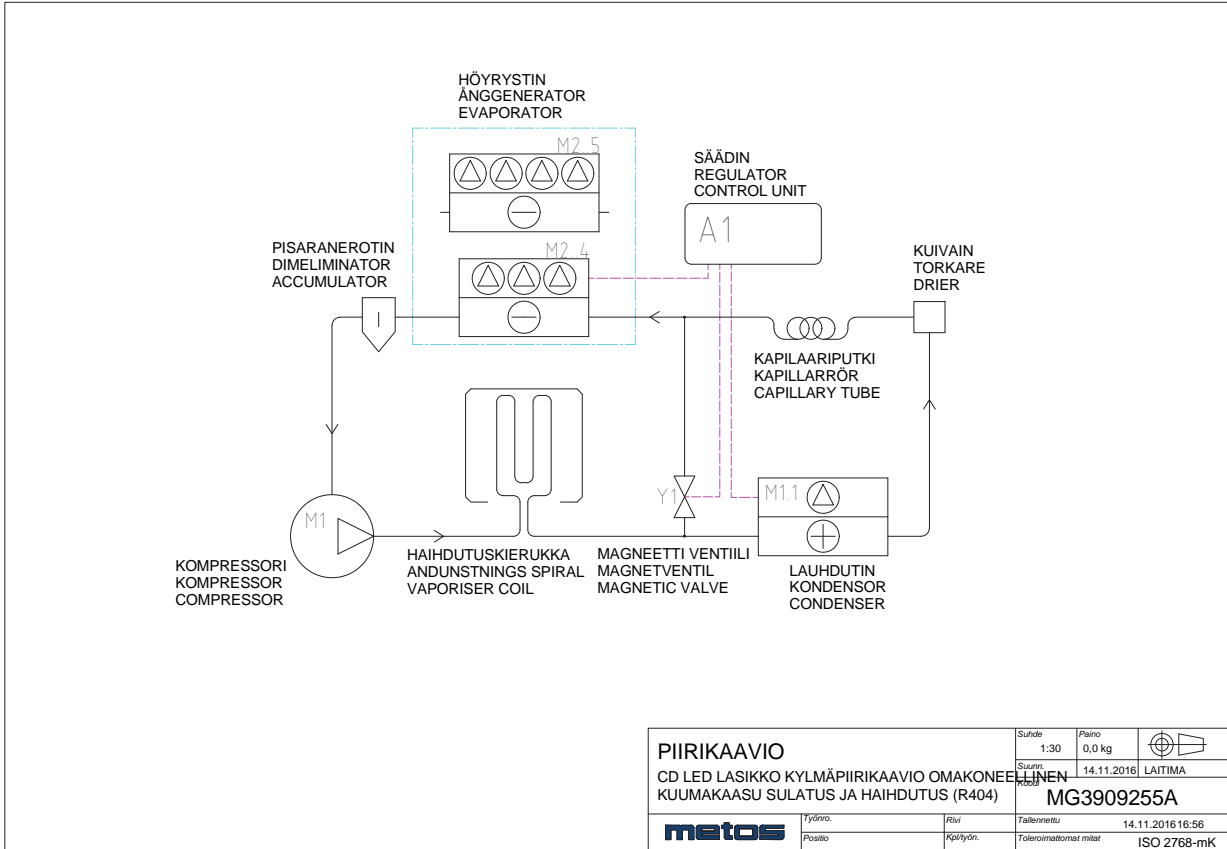 HÖYRYSTIN
ÅNGGENERATOR
EVAPORATOR
M2..5
SÄÄDIN
REGULATOR
CONTROL UNIT
A1
PISARANEROTIN
DIMELIMINATOR
ACCUMULATOR
M2..4
KUIVAIN
TORKARE
DRIER
KAPILAARIPUTKI
KAPILLARRÖR
CAPILLARY TUBE
M1
Y1
M1.1
KOMPRESSORI
KOMPRESSOR
COMPRESSOR
HAIHDUTUSKIERUKKA
ANDUNSTNINGS SPIRAL
VAPORISER COIL
MAGNEETTI VENTIILI
MAGNETVENTIL
MAGNETIC VALVE
LAUHDUTIN
KONDENSOR
CONDENSER
PIIRIKAAVIO
CD LED LASIKKO KYLMÄPIIRIKAAVIO OMAKONEELLINEN
KUUMAKAASU SULATUS JA HAIHDUTUS (R404)
Suhde
1:30
Paino
0,0 kg
Suunn.
14.11.2016
LAITIMA
Koodi
MG3909255A
metos
Työnro.
Rivi
Tallennettu
14.11.2016 16:56
Positio
Kpl/työn.
Toleroimattomat mitat
ISO 2768-mK